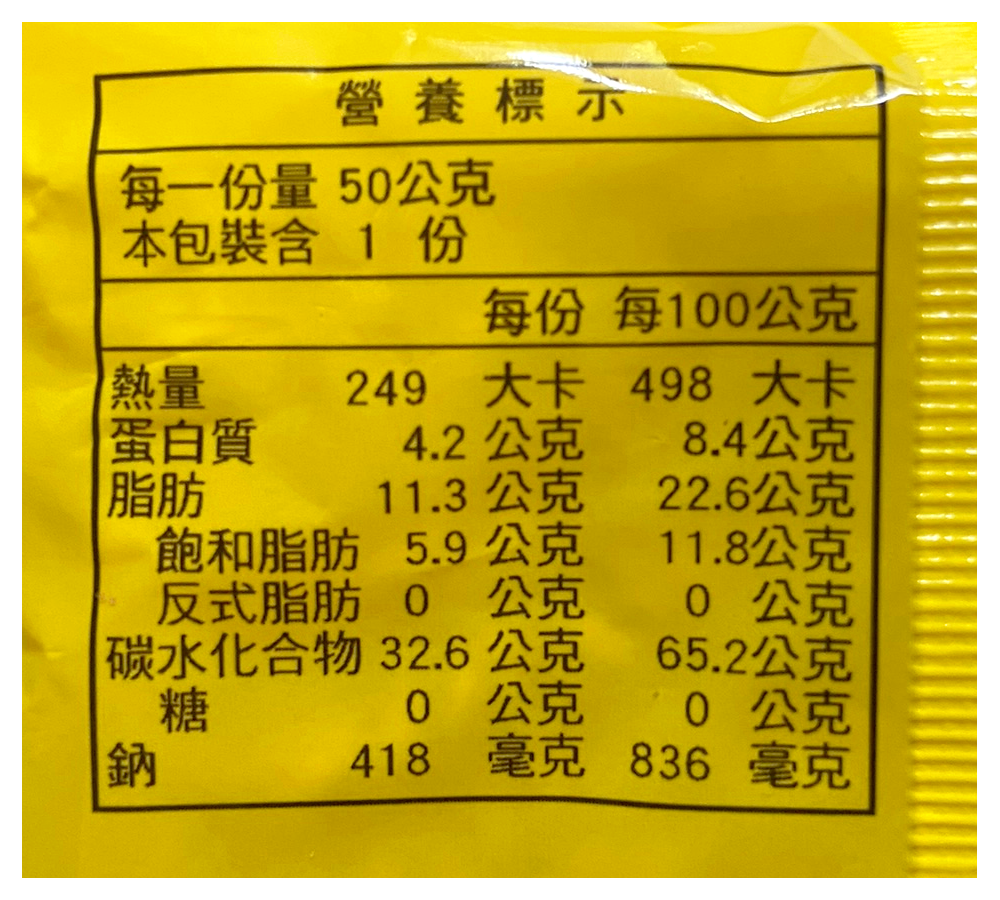 營養標示
每一份量 50公克
本包裝含 1 份
每份 每100公克
熱量 249 大卡 498 大卡
蛋白質 4.2 公克 8.4公克
脂肪 11.3 公克 22.6公克
飽和脂肪 5.9 公克 11.8公克
反式脂肪 0 公克 0 公克
碳水化合物 32.6 公克 65.2公克
糖 0 公克 0 公克
鈉 418 毫克 836 毫克